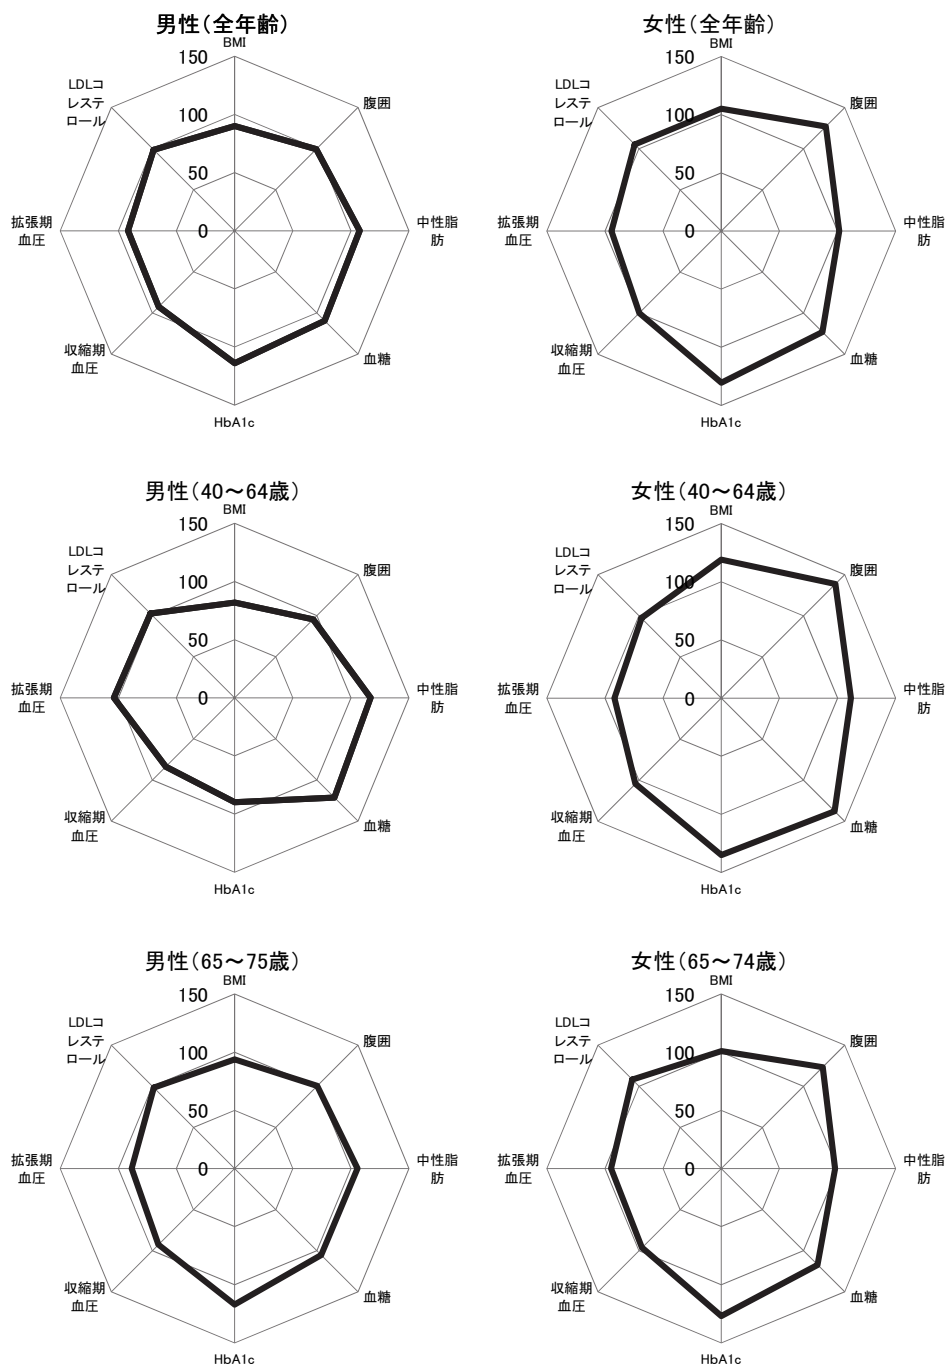 男性(全年齢)
BMI
150
100
50
0
LDLコ
レステ
ロール
腹囲
拡張期
血圧
中性脂
肪
収縮期
血圧
血糖
HbA1c
女性(全年齢)
BMI
150
100
50
0
LDLコ
レステ
ロール
腹囲
拡張期
血圧
中性脂
肪
収縮期
血圧
血糖
HbA1c
男性(40～64歳)
BMI
150
100
50
0
LDLコ
レステ
ロール
腹囲
拡張期
血圧
中性脂
肪
収縮期
血圧
血糖
HbA1c
女性(40～64歳)
BMI
150
100
50
0
LDLコ
レステ
ロール
腹囲
拡張期
血圧
中性脂
肪
収縮期
血圧
血糖
HbA1c
男性(65～75歳)
BMI
150
100
50
0
LDLコ
レステ
ロール
腹囲
拡張期
血圧
中性脂
肪
収縮期
血圧
血糖
HbA1c
女性(65～74歳)
BMI
150
100
50
0
LDLコ
レステ
ロール
腹囲
拡張期
血圧
中性脂
肪
収縮期
血圧
血糖
HbA1c